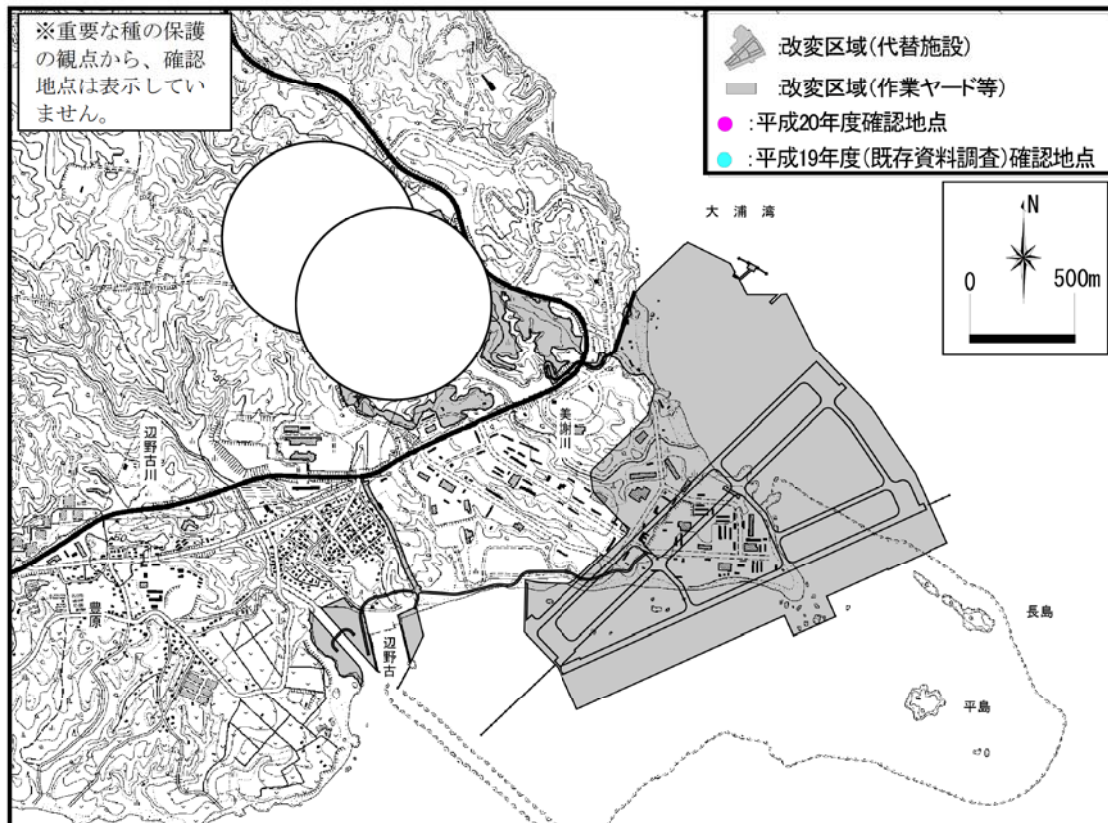 ※重要な種の保護
の観点から、確認
地点は表示してい
ません。
:改変区域(代替施設)
:改変区域(作業ヤード等)
:平成20年度確認地点
:平成19年度(既存資料調査)確認地点
大浦湾
N
0 500m
辺野古川
美謝川
豊原
辺野古
長島
平島